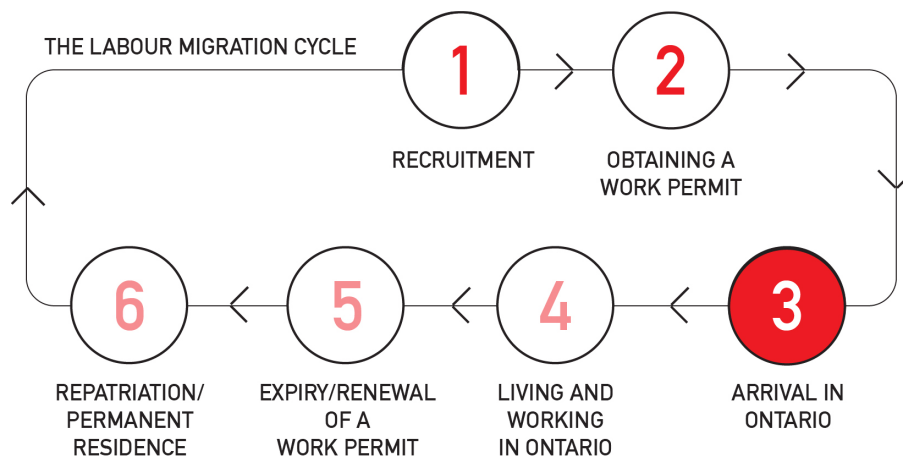 THE LABOUR MIGRATION CYCLE
1
RECRUITMENT
2
OBTAINING A
WORK PERMIT
3
ARRIVAL IN
ONTARIO
4
LIVING AND
WORKING
IN ONTARIO
5
EXPIRY/RENEWAL
OF A
WORK PERMIT
6
REPATRIATION/
PERMANENT
RESIDENCE